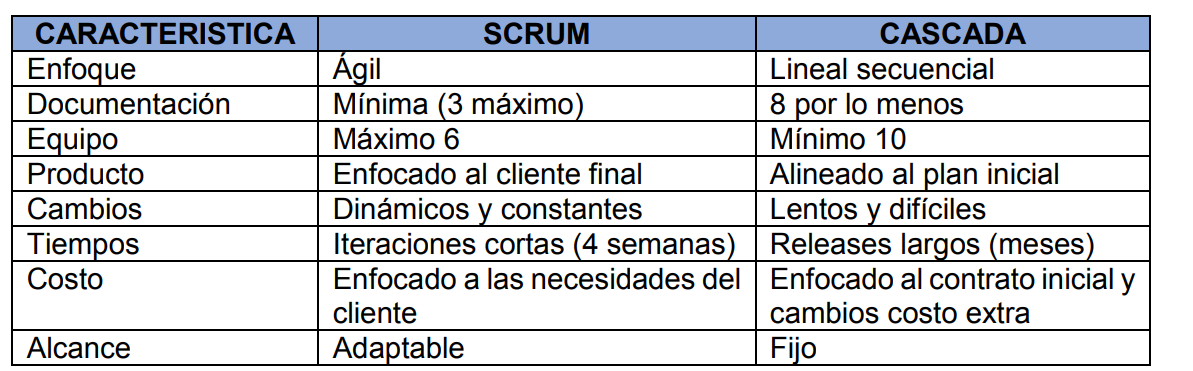 CARACTERISTICA SCRUM CASCADA
Enfoque Ágil Lineal secuencial
Documentación Mínima (3 máximo) 8 por lo menos
Equipo Máximo 6 Mínimo 10
Producto Enfocado al cliente final Alineado al plan inicial
Cambios Dinámicos y constantes Lentos y difíciles
Tiempos Iteraciones cortas (4 semanas) Releases largos (meses)
Costo Enfocado a las necesidades del Enfocado al contrato inicial y
cliente cambios costo extra
Alcance Adaptable Fijo